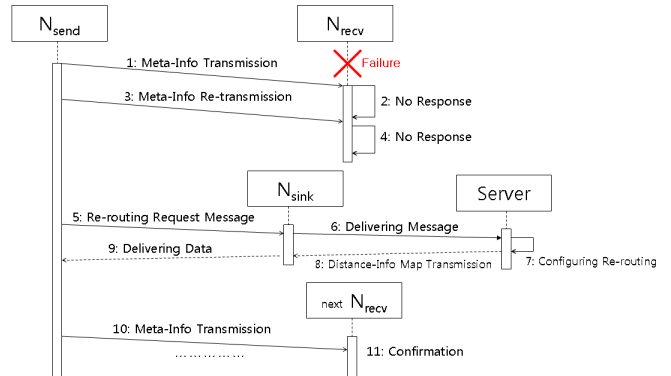 Nsend
Nrecv
Failure
1: Meta-Info Transmission
2: No Response
3: Meta-Info Re-transmission
4: No Response
Nsink
Server
5: Re-routing Request Message
6: Delivering Message
7: Configuring Re-routing
8: Distance-Info Map Transmission
9: Delivering Data
next Nrecv
10: Meta-Info Transmission
11: Confirmation
……………